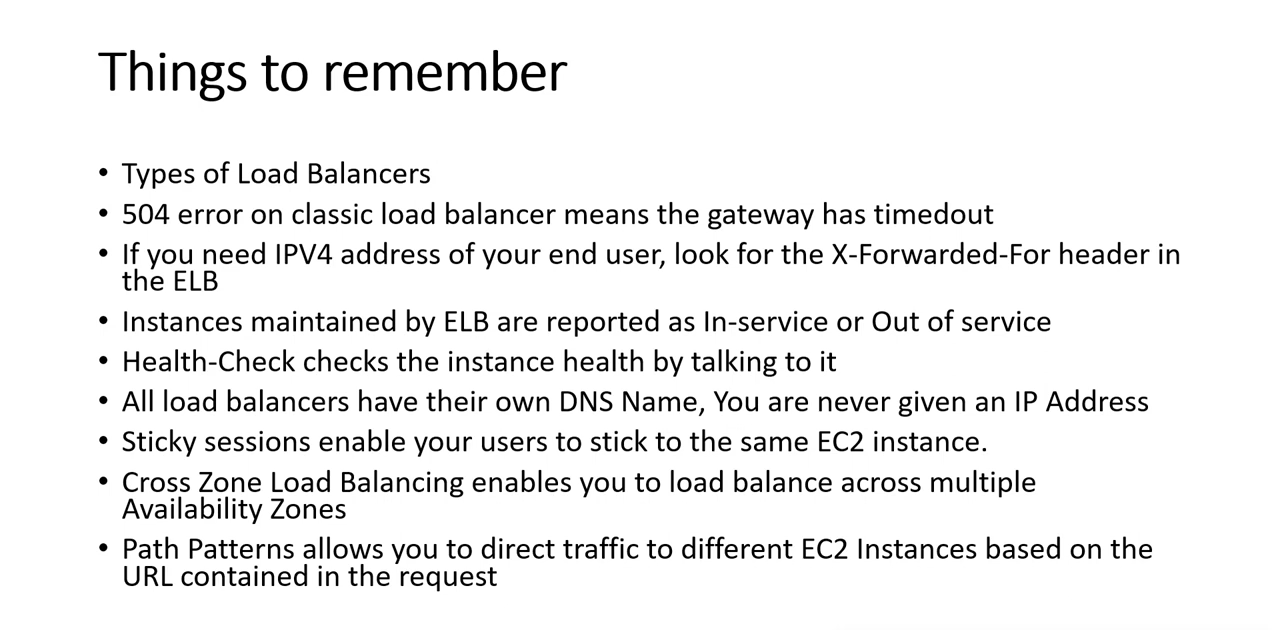 Things to remember
• Types of Load Balancers
• 504 error on classic load balancer means the gateway has timedout
• If you need IPV4 address of your end user, look for the X-Forwarded-For header in
the ELB
• Instances maintained by ELB are reported as In-service or Out of service
• Health-Check checks the instance health by talking to it
• All load balancers have their own DNS Name, You are never given an IP Address
• Sticky sessions enable your users to stick to the same EC2 instance.
• Cross Zone Load Balancing enables you to load balance across multiple
Availability Zones
• Path Patterns allows you to direct traffic to different EC2 Instances based on the
URL contained in the request